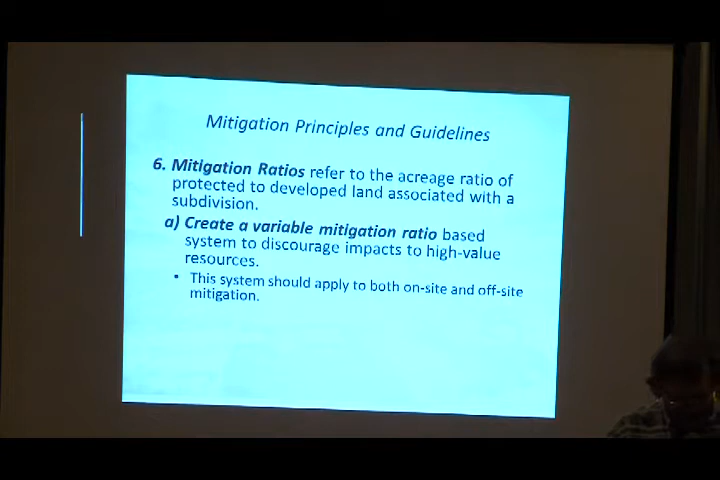 Mitigation Principles and Guidelines
6. Mitigation Ratios refer to the acreage ratio of
protected to developed land associated with a
subdivision.
a) Create a variable mitigation ratio based
system to discourage impacts to high-value
resources.
• This system should apply to both on-site and off-site
mitigation.